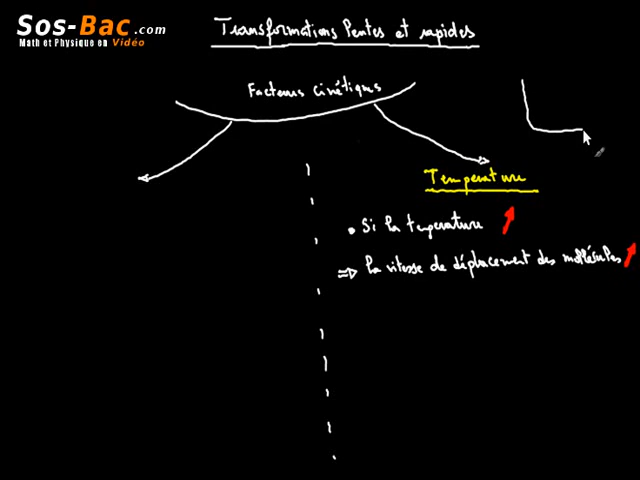 Sos-Bac.com
Math et Physique en Vidéo
Transformations lentes et rapides
Facteurs cinétiques
Température
• Si la température
⇒ la vitesse de déplacement des mollécules